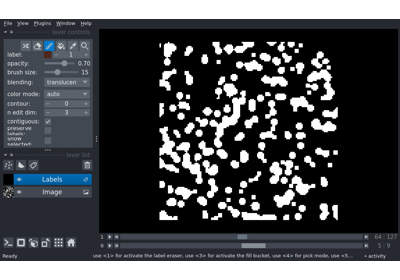 File View Plugins Window Help
layer controls
label: 1
opacity: 0.70
brush size: 15
blending: translucen
color mode: auto
contour: 0
n edit dim: 3
contiguous:
preserve labels:
show selected:
layer list
Labels
Image
1 64 127
0 5 9
Ready use <1> for activate the label eraser, use <3> for activate the fill bucket, use <4> for pick mode, use <5... activity